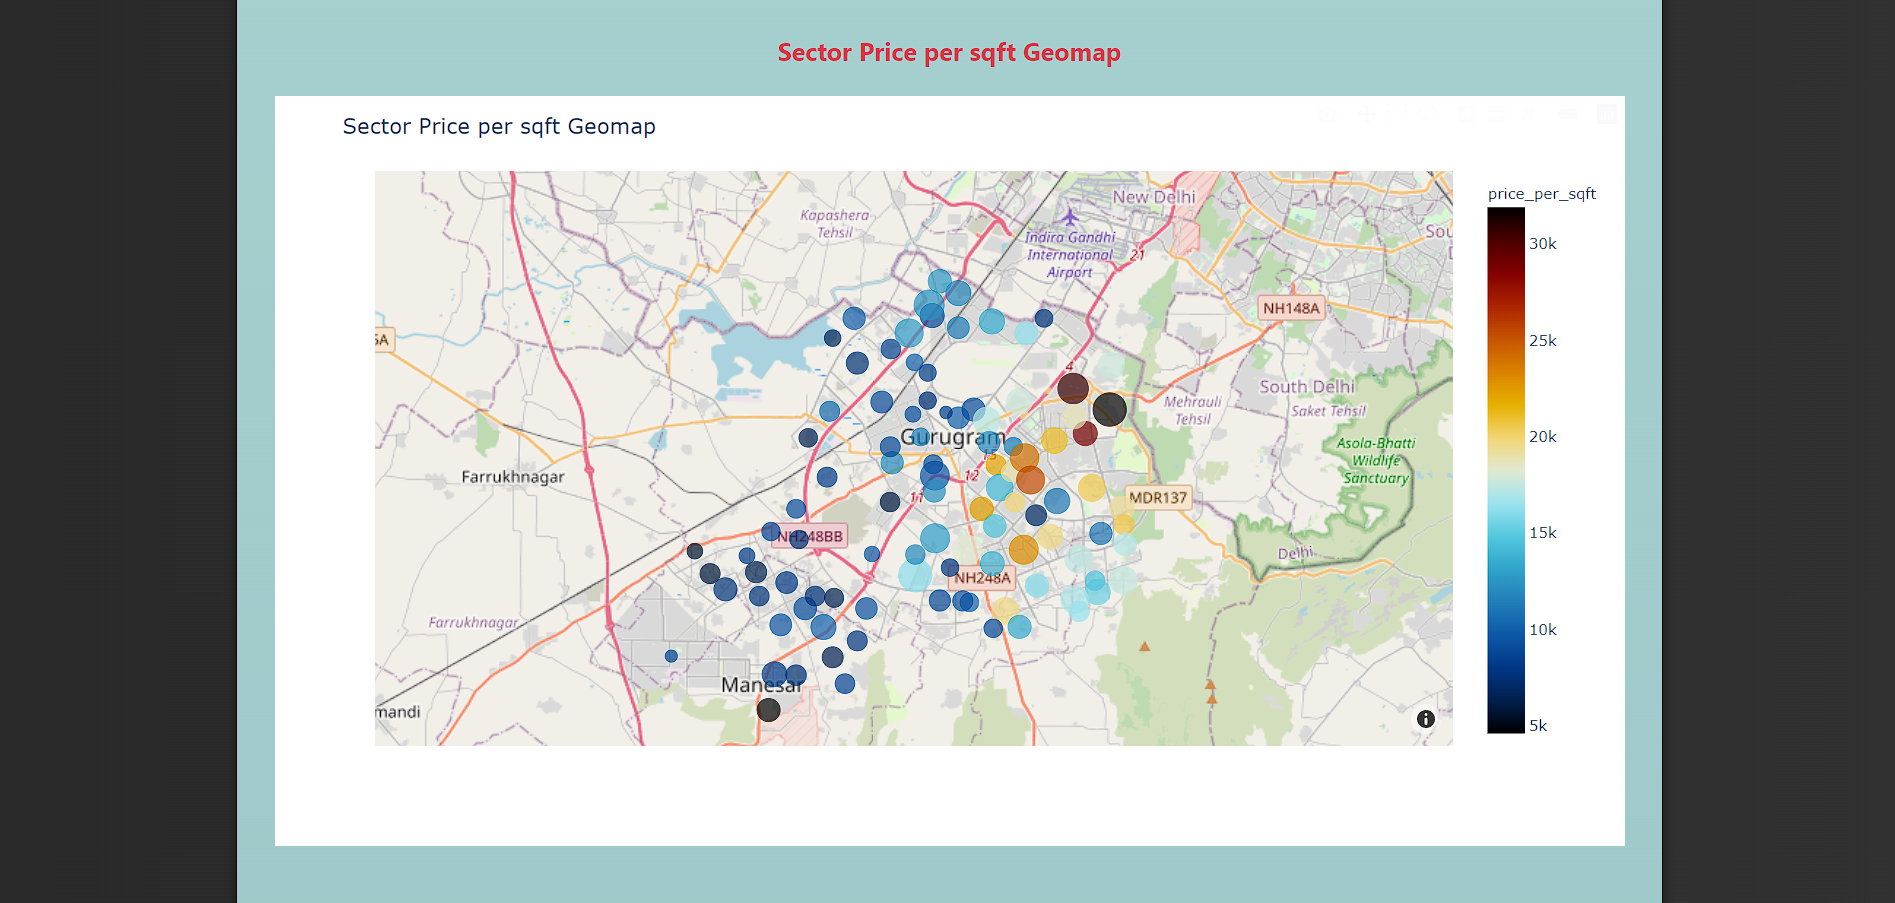 Sector Price per sqft Geomap
Sector Price per sqft Geomap
price_per_sqft
30k
25k
20k
15k
10k
5k
New Delhi
Kapashera
Tehsil
Indira Gandhi
International
Airport
21
NH148A
4
South Delhi
Mehrauli
Tehsil
Saket Tehsil
Gurugram
Asola-Bhatti
Wildlife
Sanctuary
Farrukhnagar
15
12
11
MDR137
NH248BB
Delhi
NH248A
Farrukhnagar
Manesar
mandi